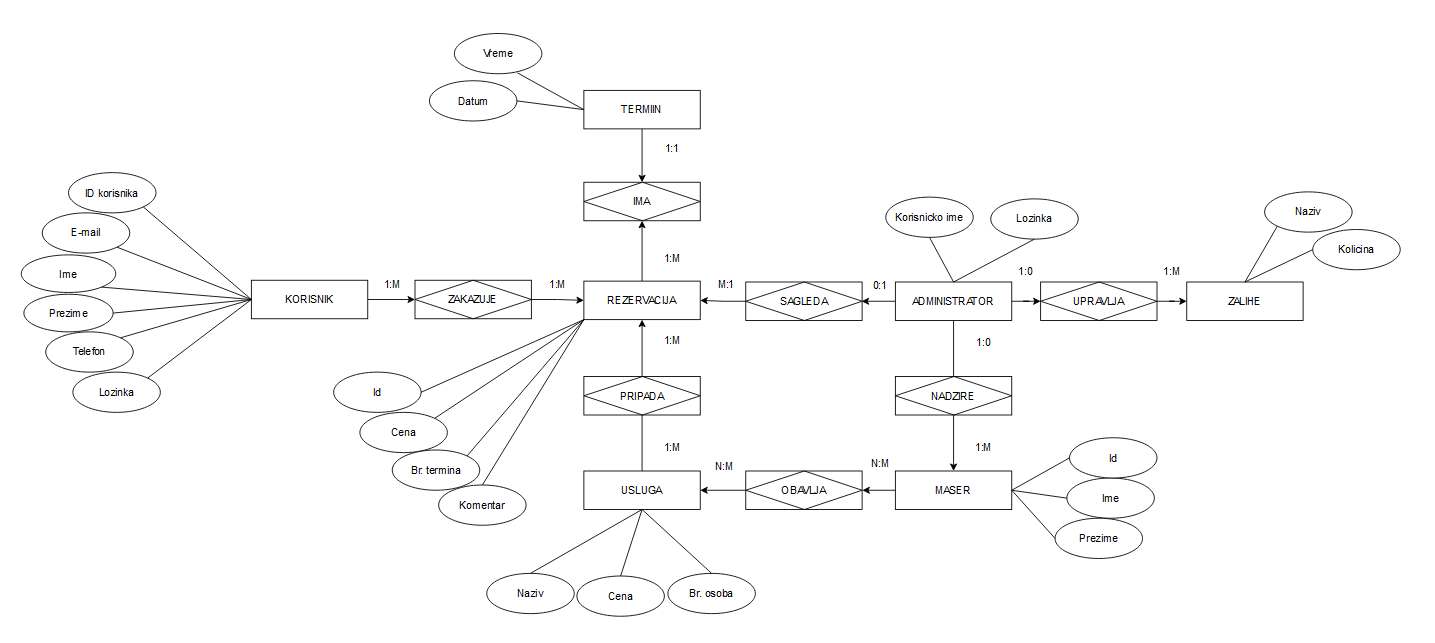 Vreme
Datum
TERMIIN
1:1
IMA
1:M
ID korisnika
E-mail
Ime
Prezime
Telefon
Lozinka
KORISNIK
1:M
ZAKAZUJE
1:M
REZERVACIJA
M:1
SAGLEDA
0:1
ADMINISTRATOR
Korisnicko ime
Lozinka
1:0
UPRAVLJA
1:M
ZALIHE
Naziv
Kolicina
Id
Cena
Br. termina
Komentar
1:M
PRIPADA
1:M
USLUGA
Naziv
Cena
Br. osoba
N:M
OBAVLJA
N:M
1:0
NADZIRE
1:M
MASER
Id
Ime
Prezime